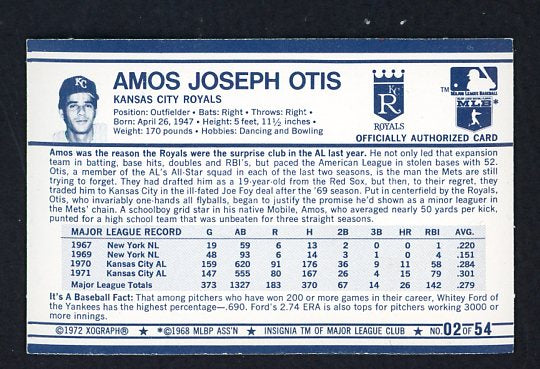 AMOS JOSEPH OTIS
KANSAS CITY ROYALS
Position: Outfielder • Bats: Right • Throws: Right •
Born: April 26, 1947 • Height: 5 feet, 11½ inches •
Weight: 170 pounds • Hobbies: Dancing and Bowling
KC
R
ROYALS
TM
MAJOR LEAGUE BASEBALL
MLB*
OFFICIALLY AUTHORIZED CARD
Amos was the reason the Royals were the surprise club in the AL last year. He not only led that expansion
team in batting, base hits, doubles and RBI's, but paced the American League in stolen bases with 52.
Otis, a member of the AL's All-Star squad in each of the last two seasons, is the man the Mets are still
trying to forget. They had drafted him as a 19-year-old from the Red Sox, but then, to their regret, they
traded him to Kansas City in the ill-fated Joe Foy deal after the '69 season. Put in centerfield by the Royals,
Otis, who invariably one-hands all flyballs, began to justify the promise he'd shown as a minor leaguer in
the Mets' chain. A schoolboy grid star in his native Mobile, Amos, who averaged nearly 50 yards per kick,
punted for a high school team that was unbeaten for three straight seasons.
MAJOR LEAGUE RECORD G AB R H 2B 3B HR RBI AVG.
1967 New York NL 19 59 6 13 2 0 0 1 .220
1969 New York NL 48 93 6 14 3 1 0 4 .151
1970 Kansas City AL 159 620 91 176 36 9 11 58 .284
1971 Kansas City AL 147 555 80 167 26 4 15 79 .301
Major League Totals 373 1327 183 370 67 14 26 142 .279
It's A Baseball Fact: That among pitchers who have won 200 or more games in their career, Whitey Ford of
the Yankees has the highest percentage—.690. Ford's 2.74 ERA is also tops for pitchers working 3000 or
more innings.
©1972 XOGRAPH® ★ *©1968 MLBP ASS'N ★ INSIGNIA TM OF MAJOR LEAGUE CLUB ★ NO. 02 OF 54